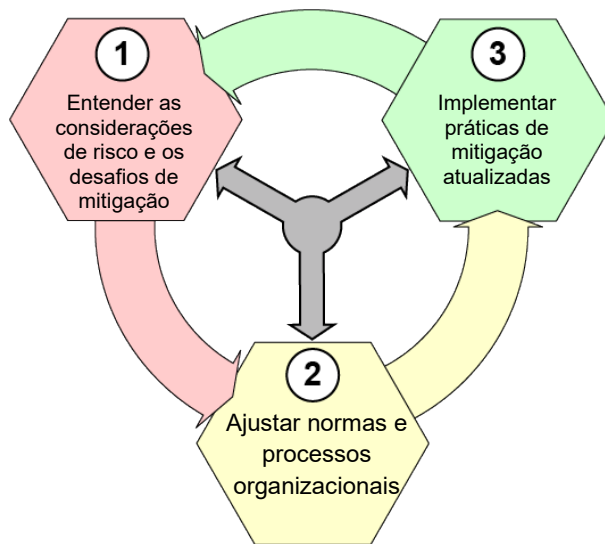 1
Entender as
considerações
de risco e os
desafios de
mitigação
3
Implementar
práticas de
mitigação
atualizadas
2
Ajustar normas e
processos
organizacionais